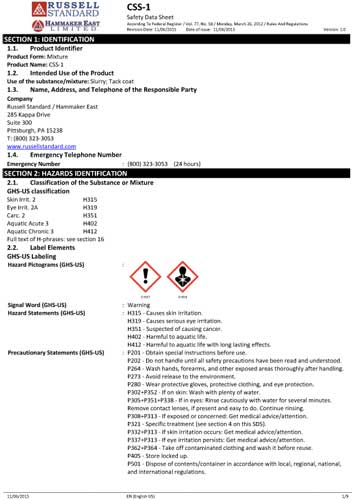 RUSSELL
STANDARD
HAMMAKER EAST
LIMITED
CSS-1
Safety Data Sheet
According To Federal Register / Vol. 77, No. 58 / Monday, March 26, 2012 / Rules And Regulations
Revision Date: 11/06/2015 Date of issue: 11/06/2015 Version: 1.0
SECTION 1: IDENTIFICATION
1.1. Product Identifier
Product Form: Mixture
Product Name: CSS-1
1.2. Intended Use of the Product
Use of the substance/mixture: Slurry; Tack coat
1.3. Name, Address, and Telephone of the Responsible Party
Company
Russell Standard / Hammaker East
285 Kappa Drive
Suite 300
Pittsburgh, PA 15238
T: (800) 323-3053
www.russellstandard.com
1.4. Emergency Telephone Number
Emergency Number : (800) 323-3053 (24 hours)
SECTION 2: HAZARDS IDENTIFICATION
2.1. Classification of the Substance or Mixture
GHS-US classification
Skin Irrit. 2 H315
Eye Irrit. 2A H319
Carc. 2 H351
Aquatic Acute 3 H402
Aquatic Chronic 3 H412
Full text of H-phrases: see section 16
2.2. Label Elements
GHS-US Labeling
Hazard Pictograms (GHS-US) :
GHS07 GHS08
Signal Word (GHS-US) : Warning
Hazard Statements (GHS-US) : H315 - Causes skin irritation.
H319 - Causes serious eye irritation.
H351 - Suspected of causing cancer.
H402 - Harmful to aquatic life.
H412 - Harmful to aquatic life with long lasting effects.
Precautionary Statements (GHS-US) : P201 - Obtain special instructions before use.
P202 - Do not handle until all safety precautions have been read and understood.
P264 - Wash hands, forearms, and other exposed areas thoroughly after handling.
P273 - Avoid release to the environment.
P280 - Wear protective gloves, protective clothing, and eye protection.
P302+P352 - If on skin: Wash with plenty of water.
P305+P351+P338 - If in eyes: Rinse cautiously with water for several minutes.
Remove contact lenses, if present and easy to do. Continue rinsing.
P308+P313 - If exposed or concerned: Get medical advice/attention.
P321 - Specific treatment (see section 4 on this SDS).
P332+P313 - If skin irritation occurs: Get medical advice/attention.
P337+P313 - If eye irritation persists: Get medical advice/attention.
P362+P364 - Take off contaminated clothing and wash it before reuse.
P405 - Store locked up.
P501 - Dispose of contents/container in accordance with local, regional, national,
and international regulations.
11/06/2015 EN (English US) 1/9